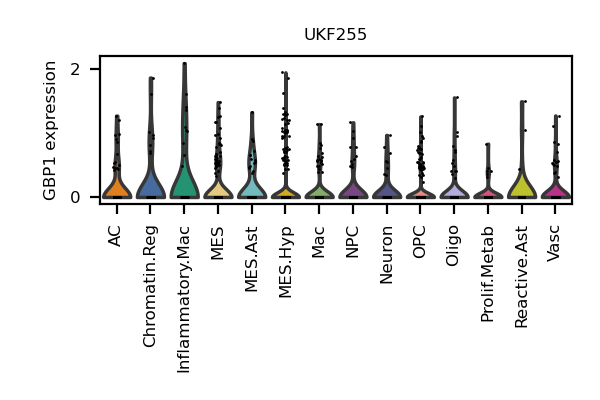 UKF255
GBP1 expression
2
0
AC
Chromatin.Reg
Inflammatory.Mac
MES
MES.Ast
MES.Hyp
Mac
NPC
Neuron
OPC
Oligo
Prolif.Metab
Reactive.Ast
Vasc